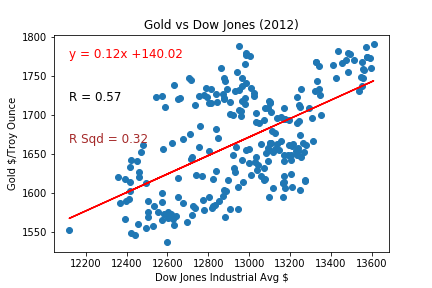 Gold vs Dow Jones (2012)
1800
y = 0.12x +140.02
1750
R = 0.57
1700
R Sqd = 0.32
1650
1600
1550
Gold $/Troy Ounce
12200 12400 12600 12800 13000 13200 13400 13600
Dow Jones Industrial Avg $